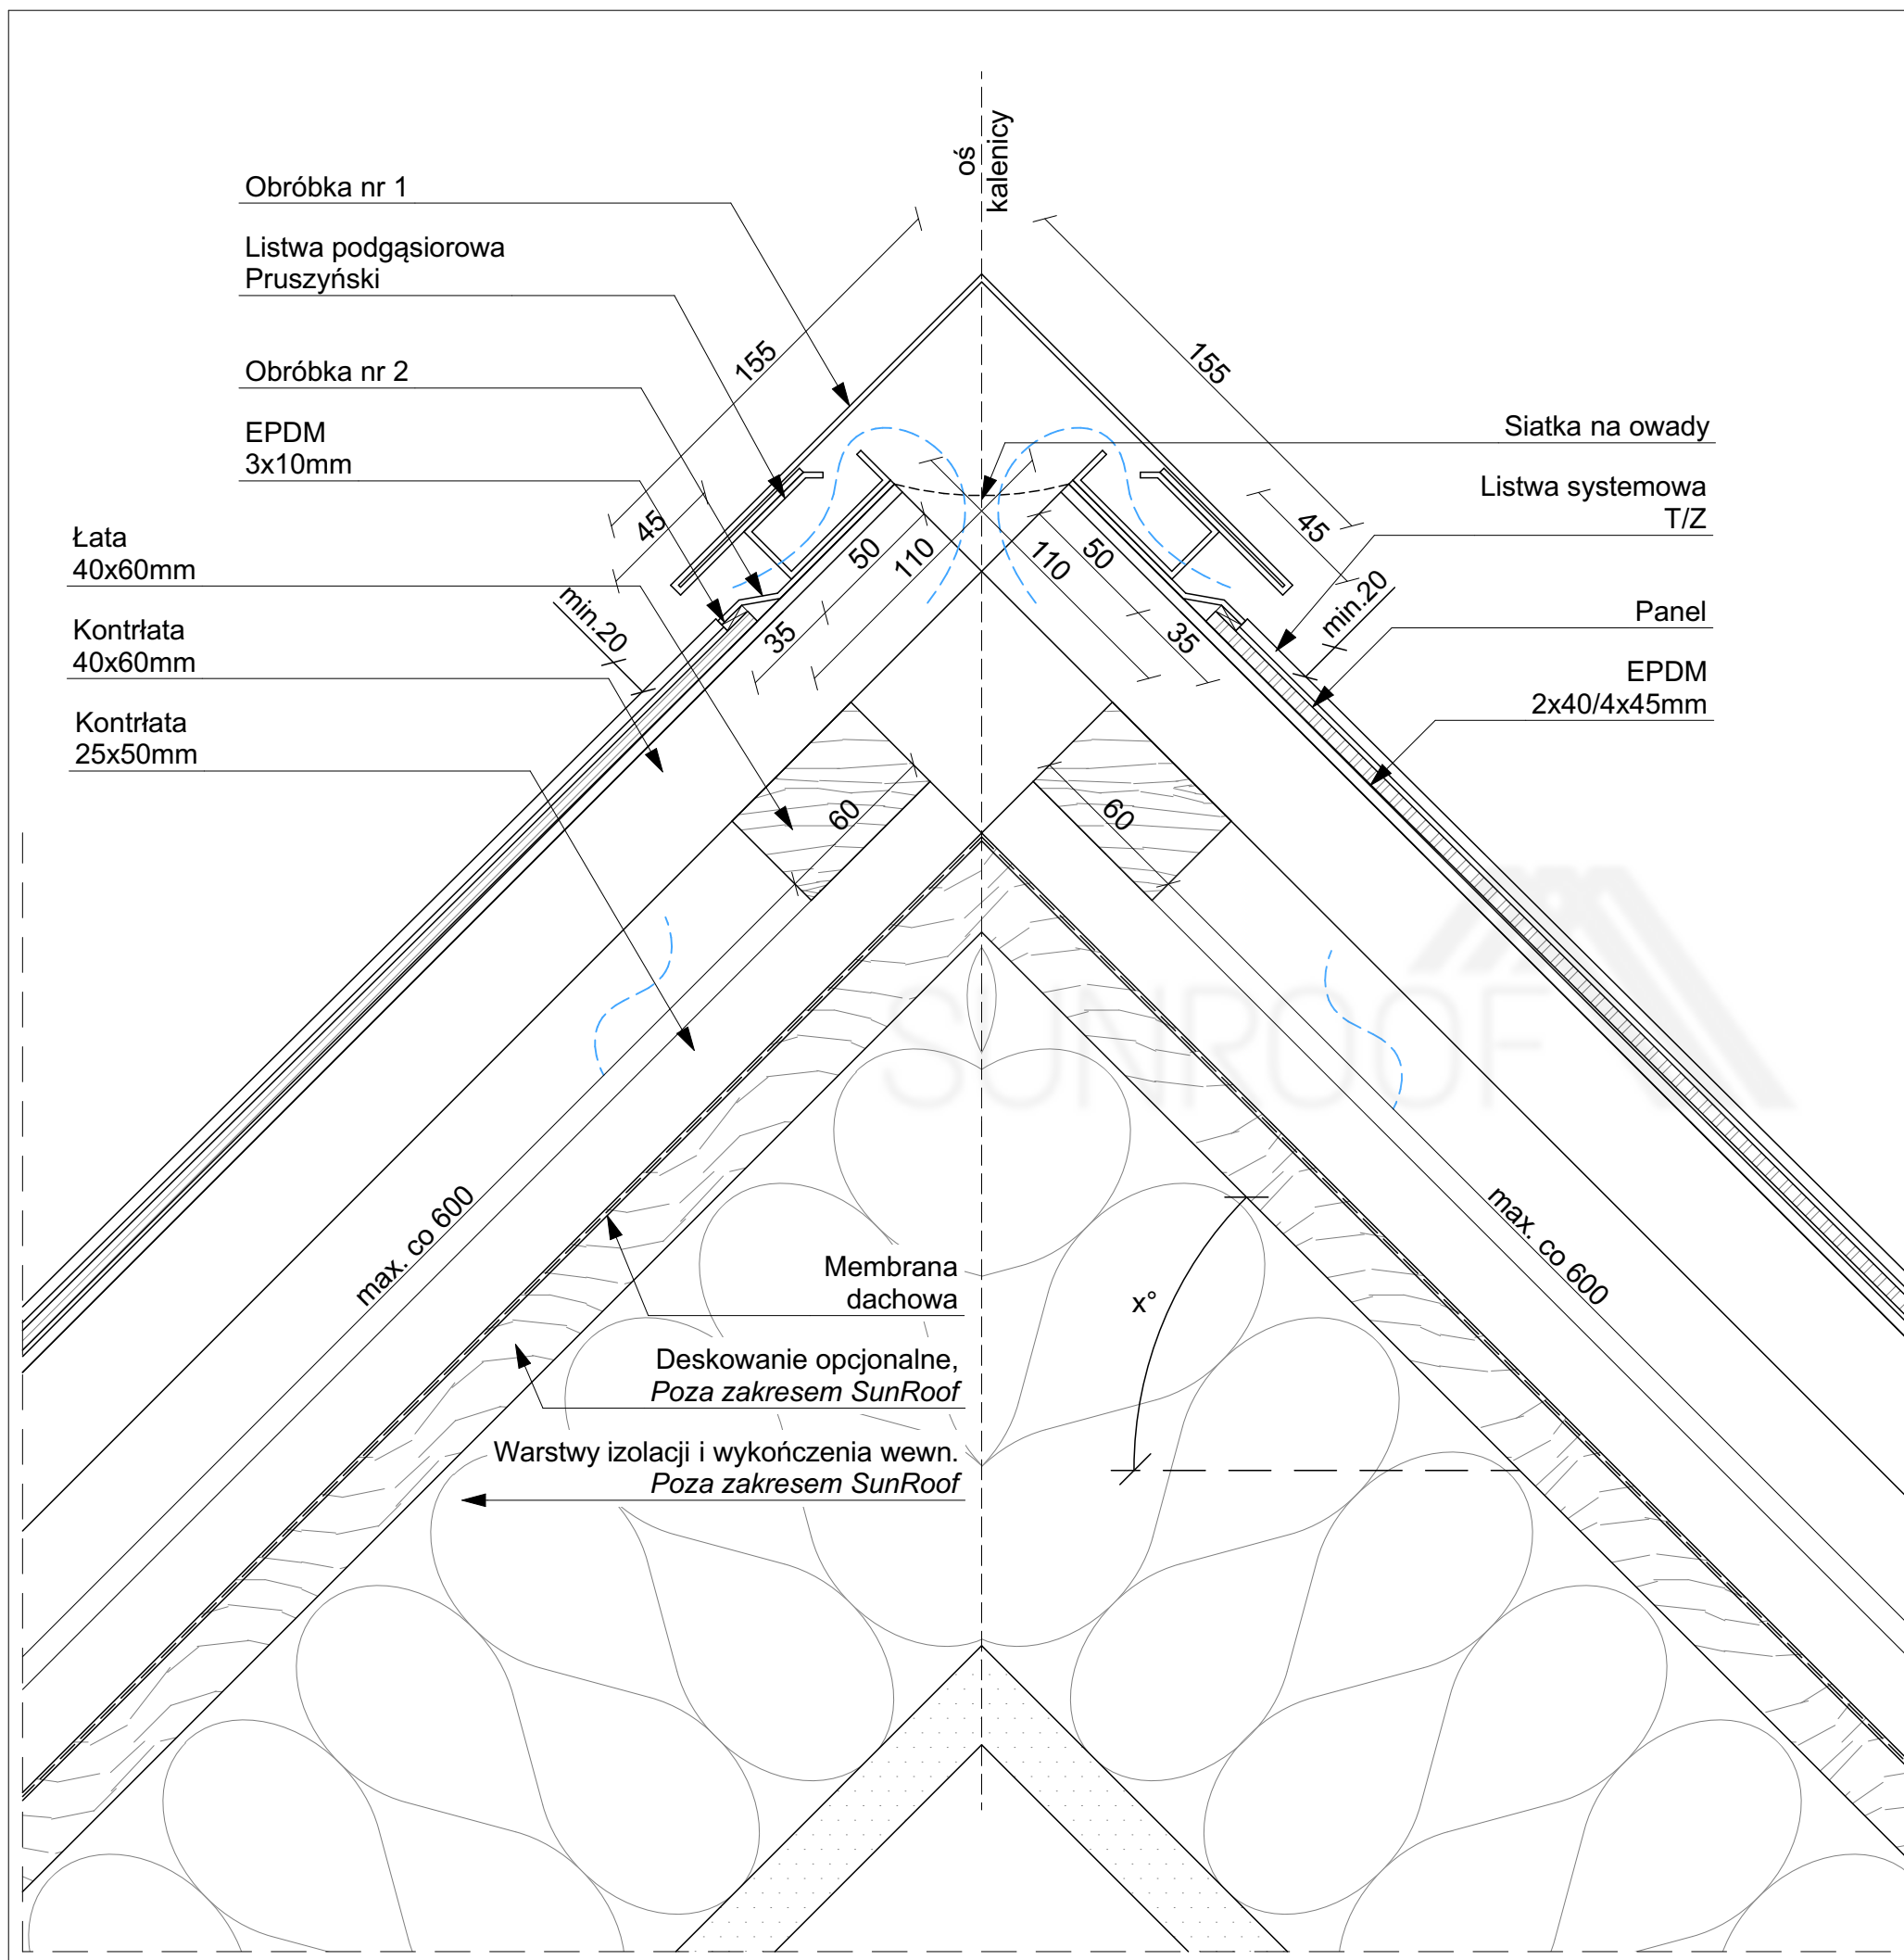 oś
kalenicy
Obróbka nr 1
Listwa podgąsiorowa
Pruszyński
155
155
Obróbka nr 2
EPDM
3x10mm
Siatka na owady
Listwa systemowa
T/Z
45
45
Łata
40x60mm
50
110
110
50
min.20
min.20
Kontrłata
40x60mm
35
35
Panel
EPDM
2x40/4x45mm
Kontrłata
25x50mm
60
60
SUNROOF
max. co 600
max. co 600
Membrana
dachowa
x°
Deskowanie opcjonalne,
Poza zakresem SunRoof
Warstwy izolacji i wykończenia wewn.
Poza zakresem SunRoof